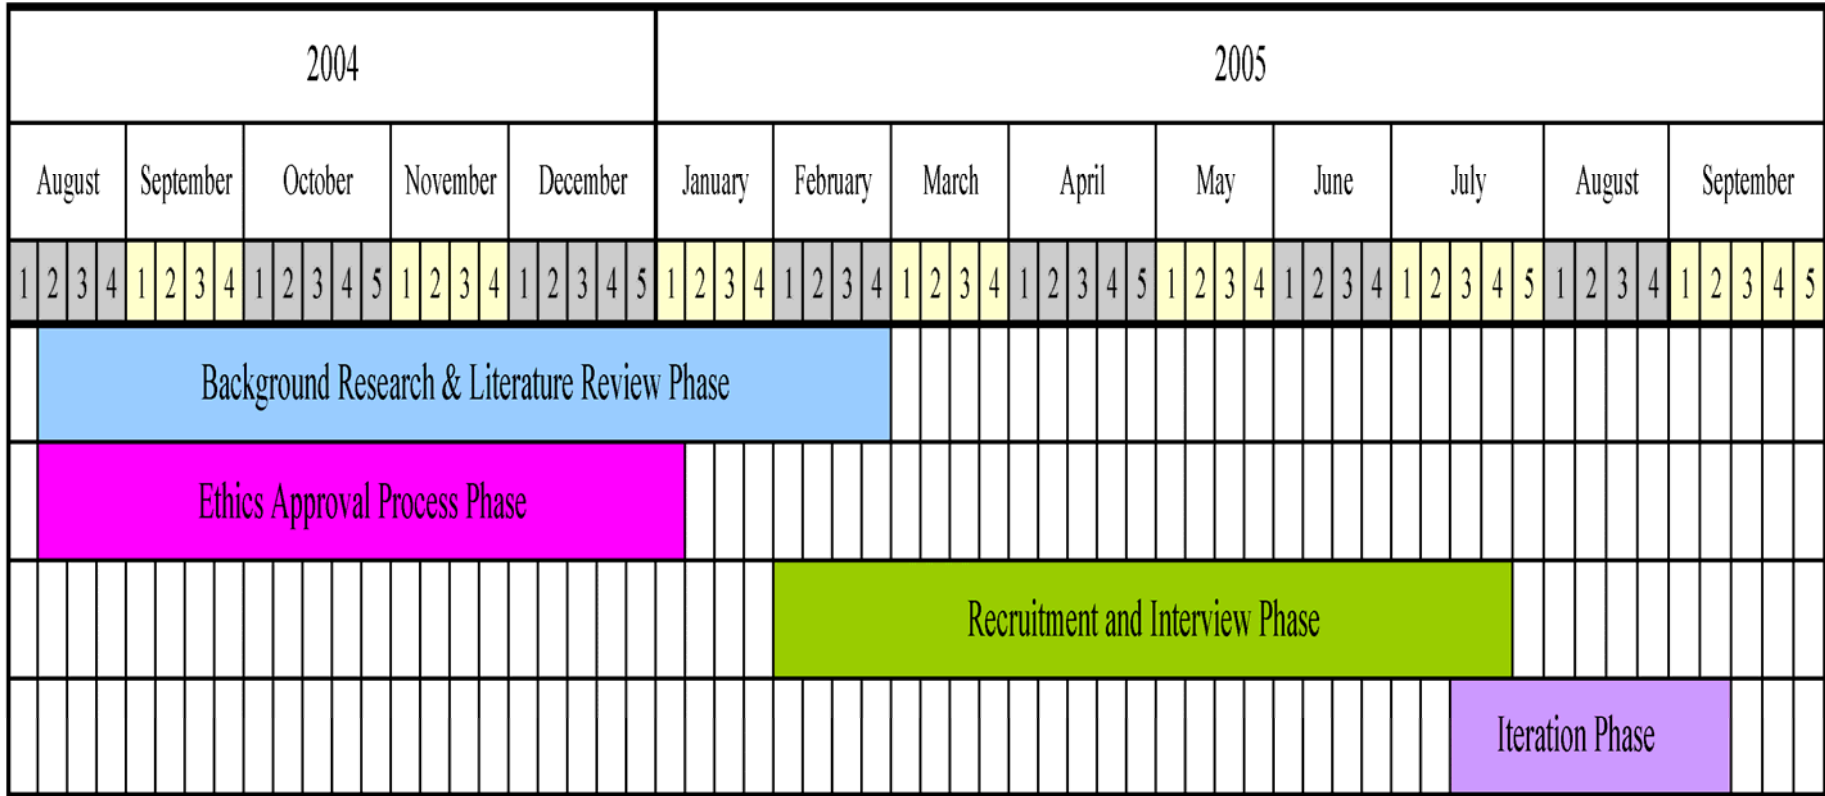 2004 2005
August September October November December January February March April May June July August September
1 2 3 4 1 2 3 4 1 2 3 4 5 1 2 3 4 1 2 3 4 5 1 2 3 4 1 2 3 4 1 2 3 4 1 2 3 4 5 1 2 3 4 1 2 3 4 1 2 3 4 5 1 2 3 4 1 2 3 4 5
Background Research & Literature Review Phase
Ethics Approval Process Phase
Recruitment and Interview Phase
Iteration Phase